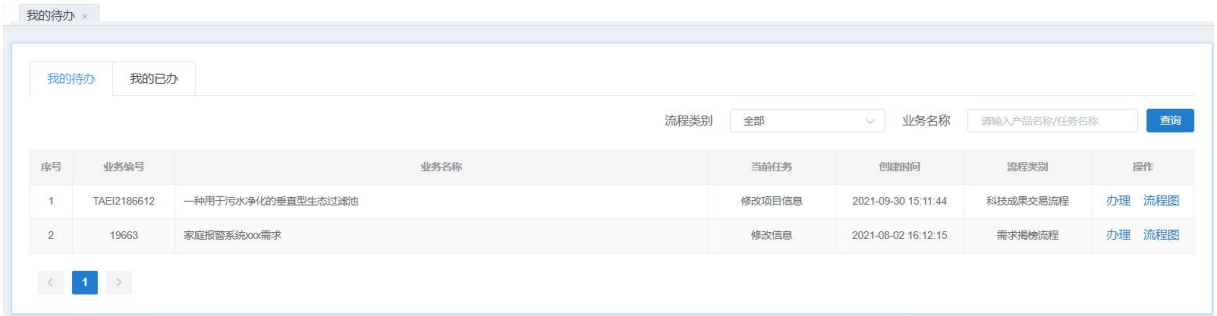 我的待办 ×
我的待办 我的已办
流程类别 全部 业务名称 请输入产品名称/任务名称 查询
序号 业务编号 业务名称 当前任务 创建时间 流程类别 操作
1 TAEI2186612 一种用于污水净化的垂直型生态过滤池 修改项目信息 2021-09-30 15:11:44 科技成果交易流程 办理 流程图
2 19663 家庭报警系统xxx需求 修改信息 2021-08-02 16:12:15 需求揭榜流程 办理 流程图
< 1 >